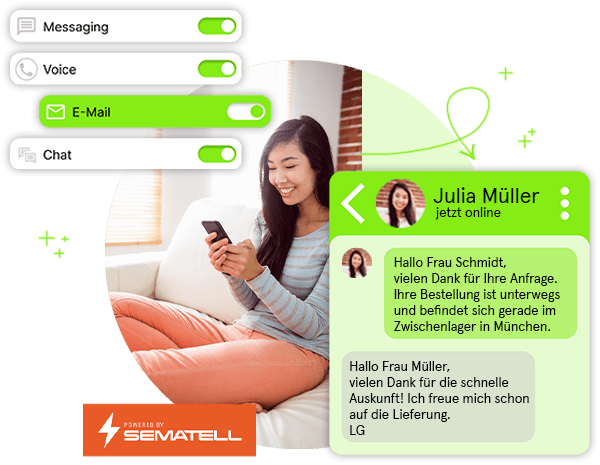 Messaging
Voice
E-Mail
Chat
Julia Müller
jetzt online
Hallo Frau Schmidt,
vielen Dank für Ihre Anfrage.
Ihre Bestellung ist unterwegs
und befindet sich gerade im
Zwischenlager in München.
Hallo Frau Müller,
vielen Dank für die schnelle
Auskunft! Ich freue mich schon
auf die Lieferung.
LG
POWERED BY
SEMATELL